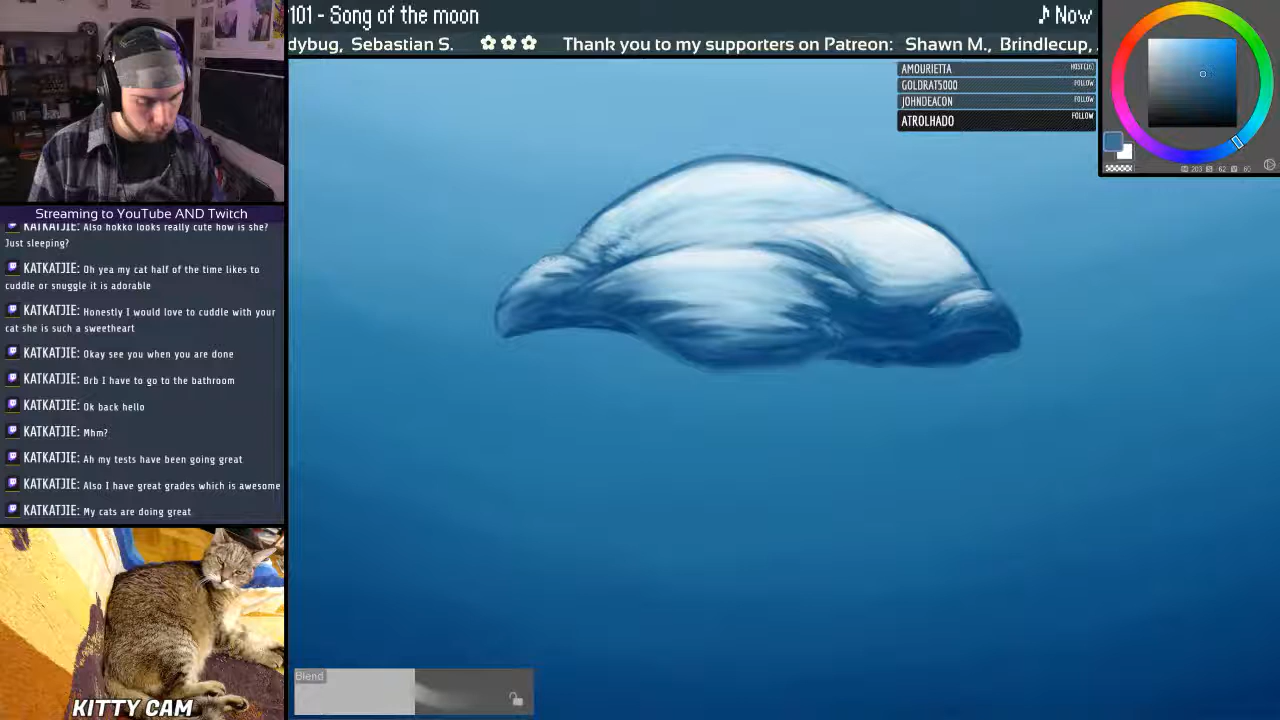 101 - Song of the moon
♪ Now
dybug, Sebastian S. ✿ ✿ ✿ Thank you to my supporters on Patreon: Shawn M., Brindlecup,
AMOURIETTA
GOLDRAT5000 FOLLOW
JOHNDEACON FOLLOW
ATROLHADO FOLLOW
Streaming to YouTube AND Twitch
KATKATJIE: Also hokko looks really cute how is she?
Just sleeping?
KATKATJIE: Oh yea my cat half of the time likes to
cuddle or snuggle it is adorable
KATKATJIE: Honestly I would love to cuddle with your
cat she is such a sweetheart
KATKATJIE: Okay see you when you are done
KATKATJIE: Brb I have to go to the bathroom
KATKATJIE: Ok back hello
KATKATJIE: Mhm?
KATKATJIE: Ah my tests have been going great
KATKATJIE: Also I have great grades which is awesome
KATKATJIE: My cats are doing great
KITTY CAM
Blend